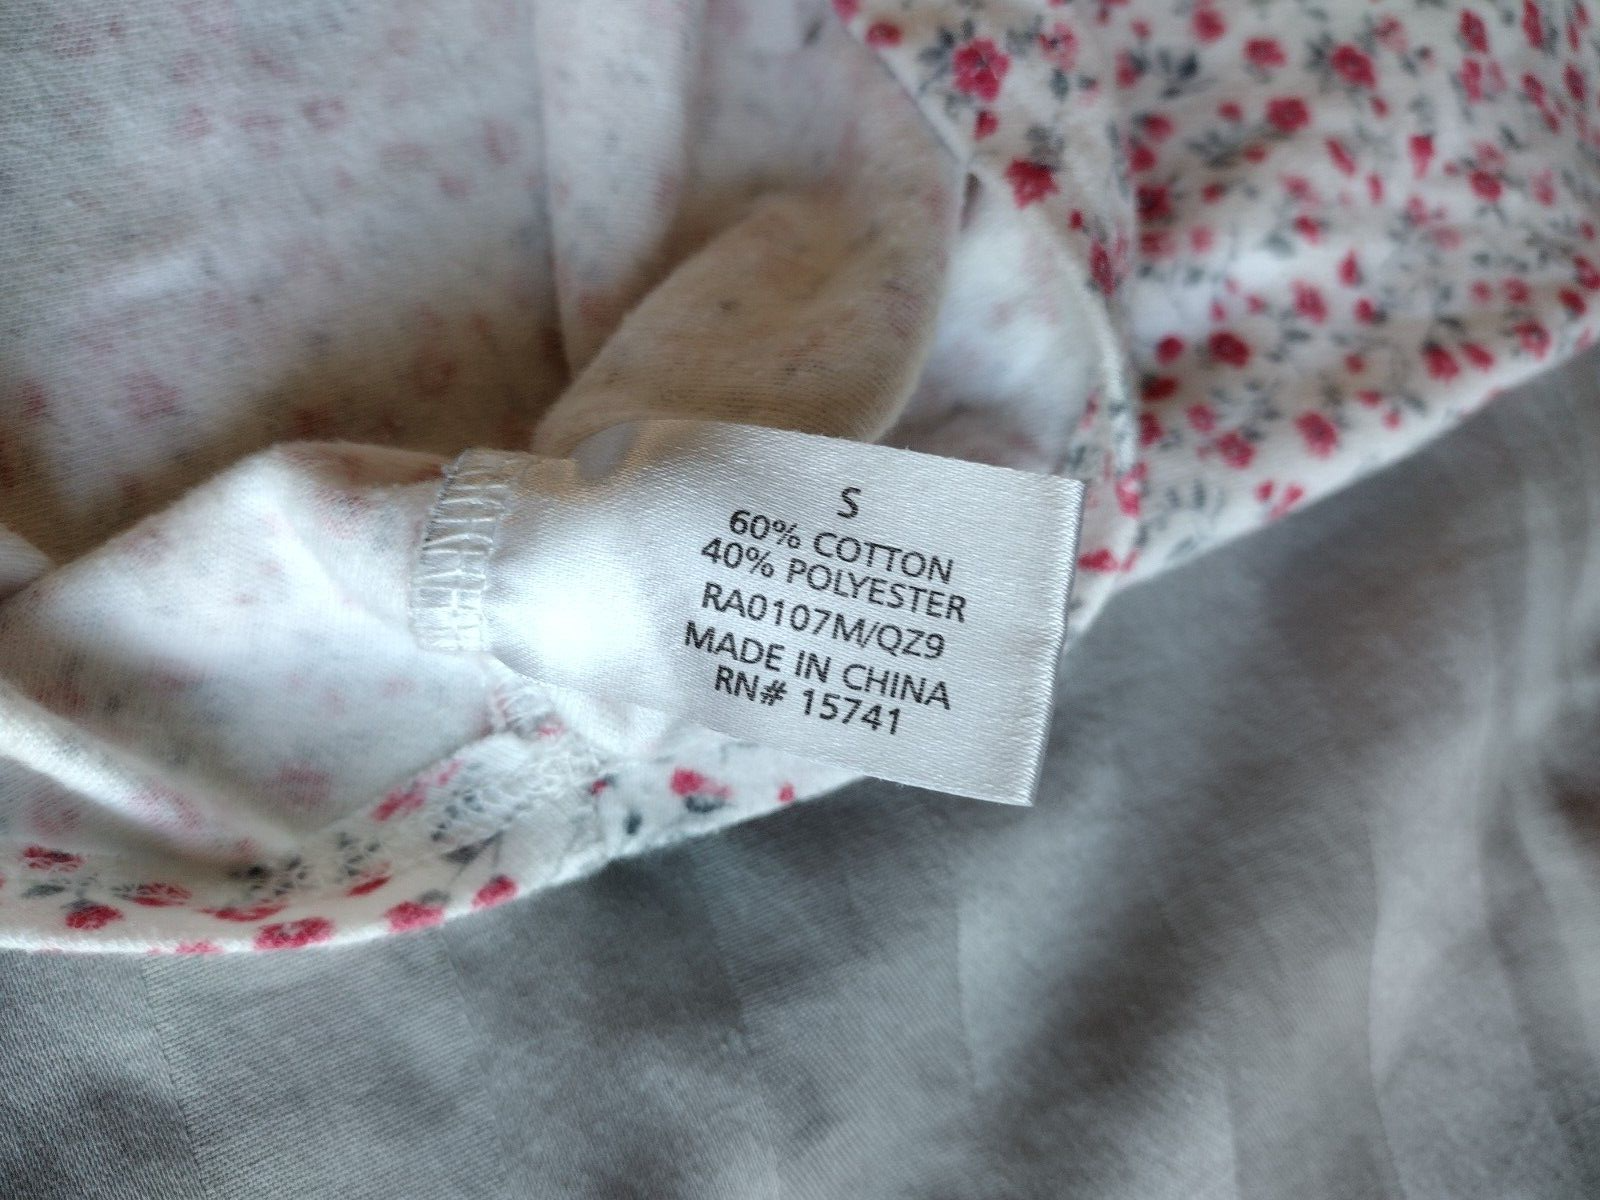 S
60% COTTON
40% POLYESTER
RA0107M/QZ9
MADE IN CHINA
RN# 15741